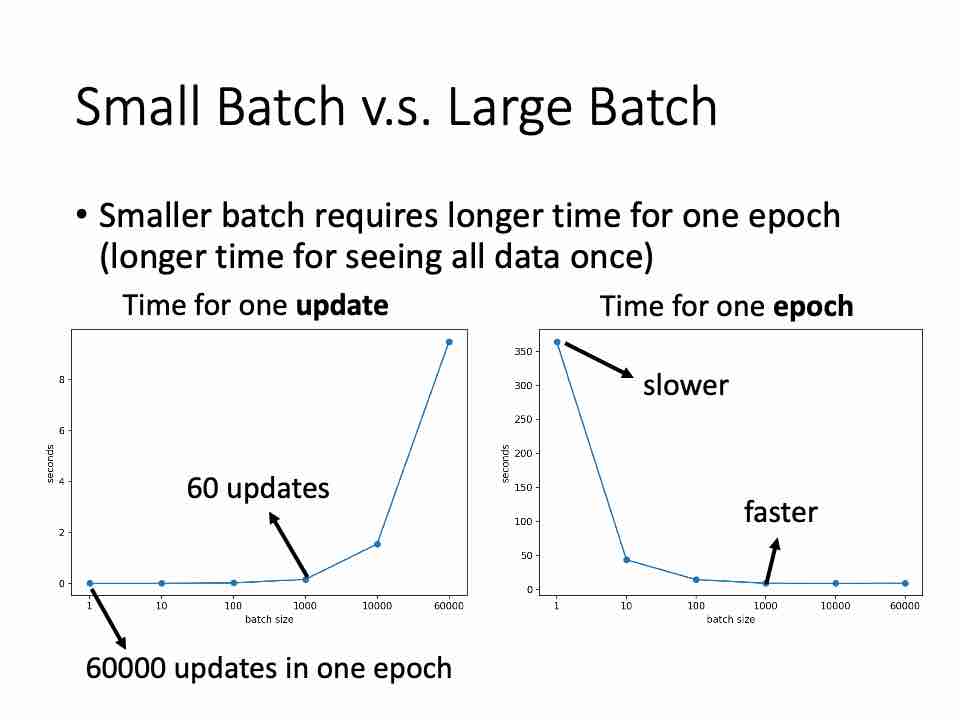 Small Batch v.s. Large Batch
• Smaller batch requires longer time for one epoch
(longer time for seeing all data once)
Time for one update
8
6
4
2
0
seconds
60 updates
1 10 100 1000 10000 60000
batch size
60000 updates in one epoch
Time for one epoch
350
300
250
200
150
100
50
0
seconds
slower
faster
1 10 100 1000 10000 60000
batch size